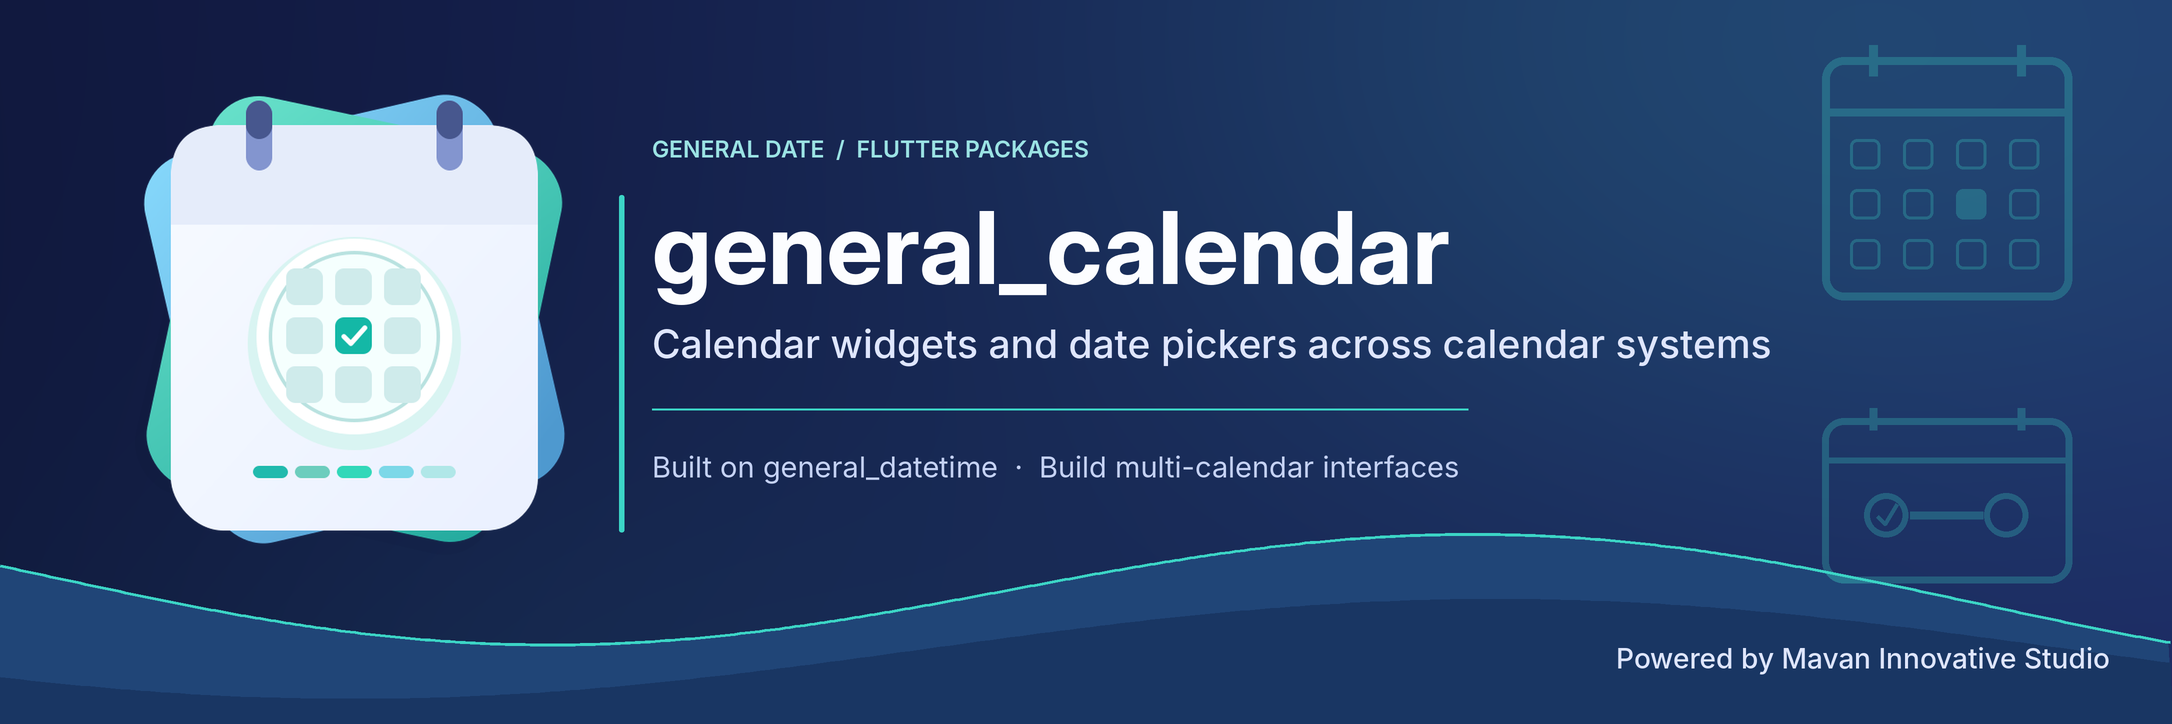 GENERAL DATE / FLUTTER PACKAGES
general_calendar
Calendar widgets and date pickers across calendar systems
Built on general_datetime · Build multi-calendar interfaces
Powered by Mavan Innovative Studio